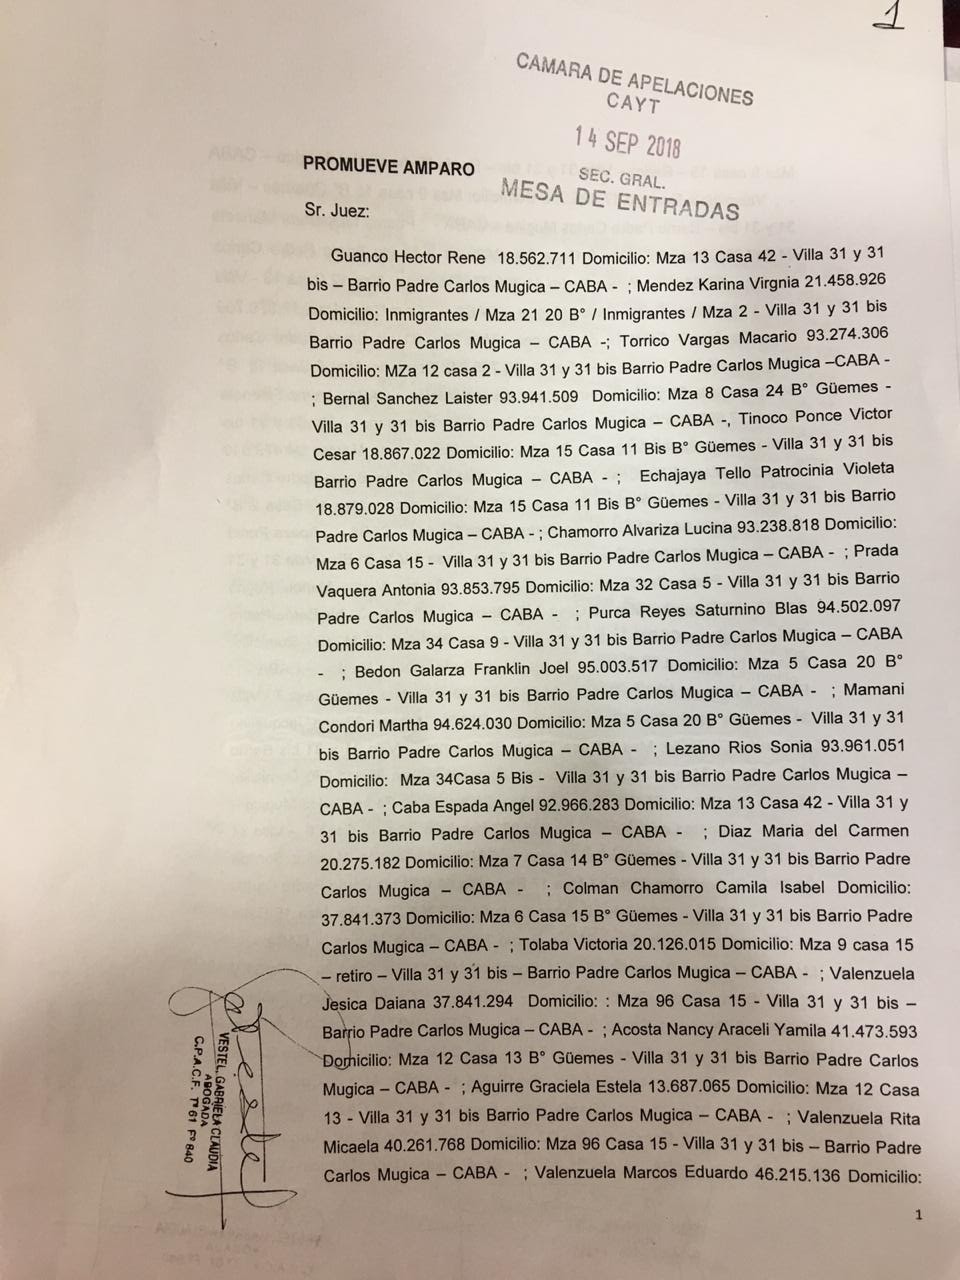 1
CAMARA DE APELACIONES
CAYT
14 SEP 2018
SEC. GRAL.
MESA DE ENTRADAS
PROMUEVE AMPARO
Sr. Juez:
Guanco Hector Rene 18.562.711 Domicilio: Mza 13 Casa 42 - Villa 31 y 31
bis – Barrio Padre Carlos Mugica – CABA - ; Mendez Karina Virgnia 21.458.926
Domicilio: Inmigrantes / Mza 21 20 B° / Inmigrantes / Mza 2 - Villa 31 y 31 bis
Barrio Padre Carlos Mugica – CABA -; Torrico Vargas Macario 93.274.306
Domicilio: MZa 12 casa 2 - Villa 31 y 31 bis Barrio Padre Carlos Mugica –CABA -
; Bernal Sanchez Laister 93.941.509 Domicilio: Mza 8 Casa 24 B° Güemes -
Villa 31 y 31 bis Barrio Padre Carlos Mugica – CABA -, Tinoco Ponce Victor
Cesar 18.867.022 Domicilio: Mza 15 Casa 11 Bis B° Güemes - Villa 31 y 31 bis
Barrio Padre Carlos Mugica – CABA - ; Echajaya Tello Patrocinia Violeta
18.879.028 Domicilio: Mza 15 Casa 11 Bis B° Güemes - Villa 31 y 31 bis Barrio
Padre Carlos Mugica – CABA - ; Chamorro Alvariza Lucina 93.238.818 Domicilio:
Mza 6 Casa 15 - Villa 31 y 31 bis Barrio Padre Carlos Mugica – CABA - ; Prada
Vaquera Antonia 93.853.795 Domicilio: Mza 32 Casa 5 - Villa 31 y 31 bis Barrio
Padre Carlos Mugica – CABA - ; Purca Reyes Saturnino Blas 94.502.097
Domicilio: Mza 34 Casa 9 - Villa 31 y 31 bis Barrio Padre Carlos Mugica – CABA
- ; Bedon Galarza Franklin Joel 95.003.517 Domicilio: Mza 5 Casa 20 B°
Güemes - Villa 31 y 31 bis Barrio Padre Carlos Mugica – CABA - ; Mamani
Condori Martha 94.624.030 Domicilio: Mza 5 Casa 20 B° Güemes - Villa 31 y 31
bis Barrio Padre Carlos Mugica – CABA - ; Lezano Rios Sonia 93.961.051
Domicilio: Mza 34Casa 5 Bis - Villa 31 y 31 bis Barrio Padre Carlos Mugica –
CABA - ; Caba Espada Angel 92.966.283 Domicilio: Mza 13 Casa 42 - Villa 31 y
31 bis Barrio Padre Carlos Mugica – CABA - ; Diaz Maria del Carmen
20.275.182 Domicilio: Mza 7 Casa 14 B° Güemes - Villa 31 y 31 bis Barrio Padre
Carlos Mugica – CABA - ; Colman Chamorro Camila Isabel Domicilio:
37.841.373 Domicilio: Mza 6 Casa 15 B° Güemes - Villa 31 y 31 bis Barrio Padre
Carlos Mugica – CABA - ; Tolaba Victoria 20.126.015 Domicilio: Mza 9 casa 15
– retiro – Villa 31 y 31 bis – Barrio Padre Carlos Mugica – CABA - ; Valenzuela
Jesica Daiana 37.841.294 Domicilio: : Mza 96 Casa 15 - Villa 31 y 31 bis –
Barrio Padre Carlos Mugica – CABA - ; Acosta Nancy Araceli Yamila 41.473.593
Domicilio: Mza 12 Casa 13 B° Güemes - Villa 31 y 31 bis Barrio Padre Carlos
Mugica – CABA - ; Aguirre Graciela Estela 13.687.065 Domicilio: Mza 12 Casa
13 - Villa 31 y 31 bis Barrio Padre Carlos Mugica – CABA - ; Valenzuela Rita
Micaela 40.261.768 Domicilio: Mza 96 Casa 15 - Villa 31 y 31 bis – Barrio Padre
Carlos Mugica – CABA - ; Valenzuela Marcos Eduardo 46.215.136 Domicilio:
VESTEL, GABRIELA CLAUDIA
ABOGADA
C.P.A.C.F. Tº 61 Fº 840
1